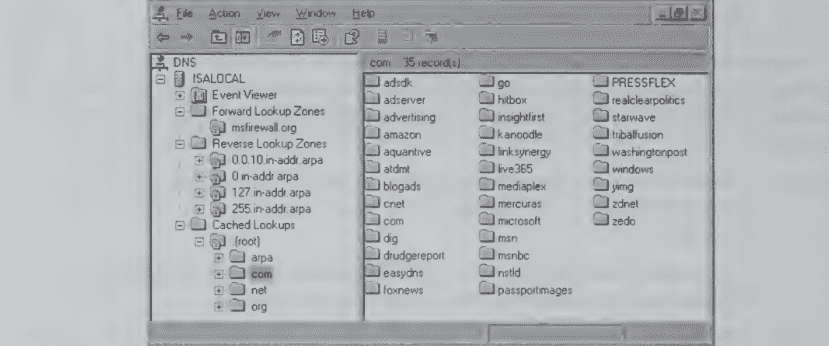 File Action View Window Help
DNS
ISALOCAL
Event Viewer
Forward Lookup Zones
msfirewall.org
Reverse Lookup Zones
0.0.10.in-addr.arpa
0.in-addr.arpa
127.in-addr.arpa
255.in-addr.arpa
Cached Lookups
(root)
arpa
com
net
org
com 35 record(s)
adsdk
adserver
advertising
amazon
aquantive
atdmt
blogads
cnet
com
dig
drudgereport
easydns
foxnews
go
hitbox
insightfirst
kanoodle
linksynergy
live365
mediaplex
mercuras
microsoft
msn
msnbc
nstld
passportimages
PRESSFLEX
realclearpolitics
starwave
tribalfusion
washingtonpost
windows
yimg
zdnet
zedo